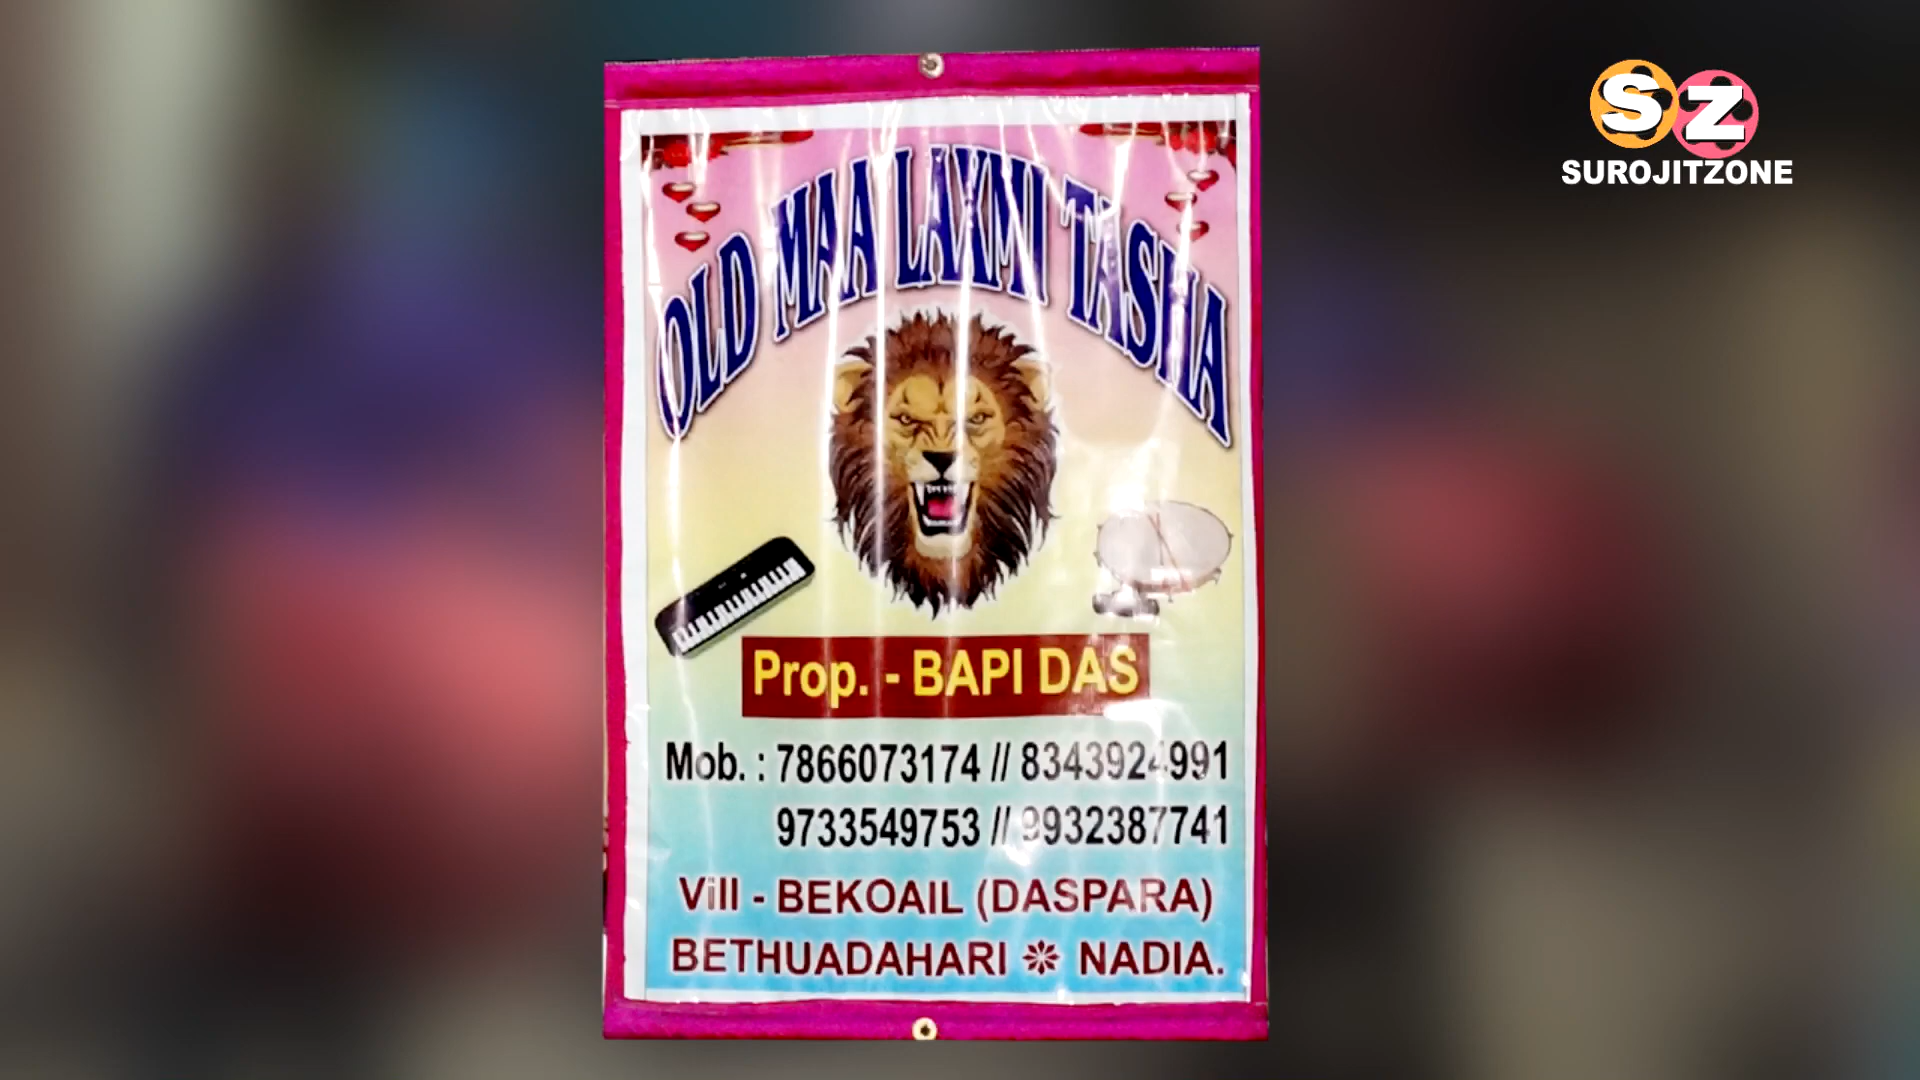 SZ
SUROJITZONE
OLD MAA LAXMI TASHA
Prop. - BAPI DAS
Mob. : 7866073174 // 8343924991
9733549753 // 9932387741
Vill - BEKOAIL (DASPARA)
BETHUADAHARI ❋ NADIA.